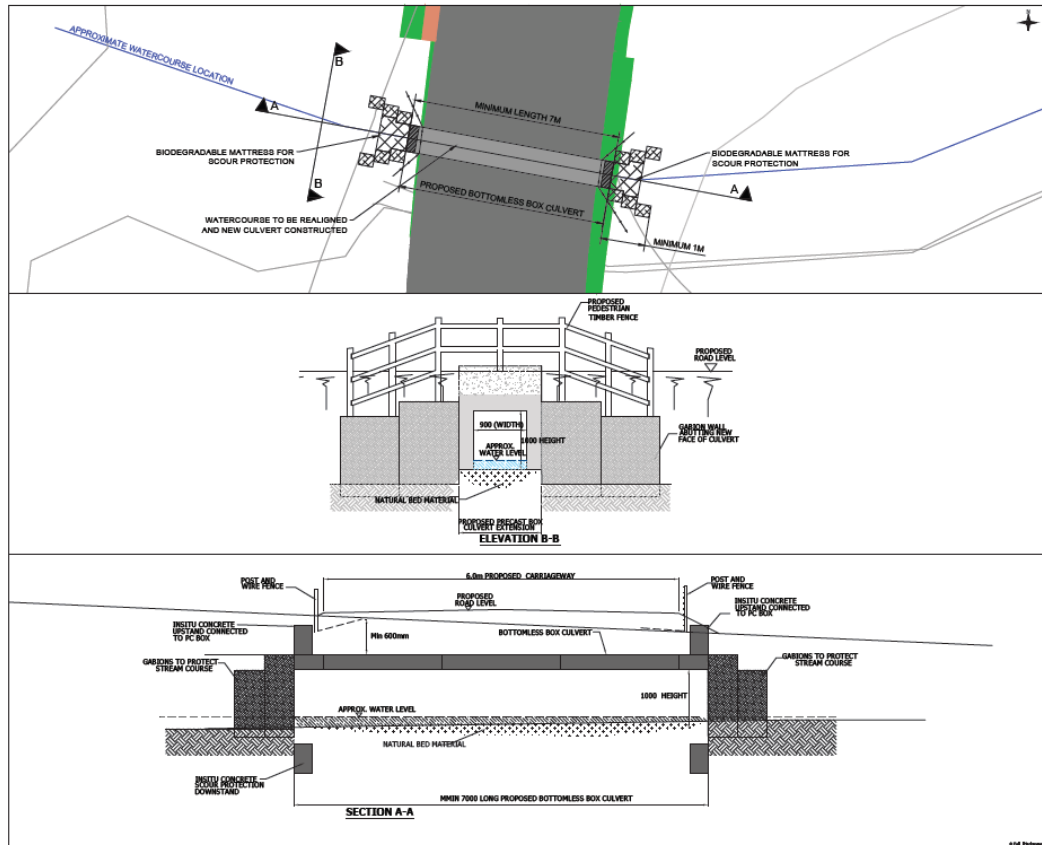 N
APPROXIMATE WATERCOURSE LOCATION
B
A
MINIMUM LENGTH 7M
BIODEGRADABLE MATTRESS FOR
SCOUR PROTECTION
BIODEGRADABLE MATTRESS FOR
SCOUR PROTECTION
B
A
PROPOSED BOTTOMLESS BOX CULVERT
WATERCOURSE TO BE REALIGNED
AND NEW CULVERT CONSTRUCTED
MINIMUM 1M
PROPOSED
PEDESTRIAN
TIMBER FENCE
PROPOSED
ROAD LEVEL
900 (WIDTH)
1000 HEIGHT
APPROX.
WATER LEVEL
GARION WALL
ABUTTING NEW
FACE OF CULVERT
NATURAL BED MATERIAL
PROPOSED PRECAST BOX
CULVERT EXTENSION
ELEVATION B-B
POST AND
WIRE FENCE
6.0m PROPOSED CARRIAGEWAY
PROPOSED
ROAD LEVEL
POST AND
WIRE FENCE
INSITU CONCRETE
UPSTAND CONNECTED
TO PC BOX
INSITU CONCRETE
UPSTAND CONNECTED
TO PC BOX
Min 600mm
BOTTOMLESS BOX CULVERT
GABIONS TO PROTECT
STREAM COURSE
GABIONS TO PROTECT
STREAM COURSE
1000 HEIGHT
APPROX. WATER LEVEL
NATURAL BED MATERIAL
INSITU CONCRETE
SCOUR PROTECTION
DOWNSTAND
MMIN 7000 LONG PROPOSED BOTTOMLESS BOX CULVERT
SECTION A-A